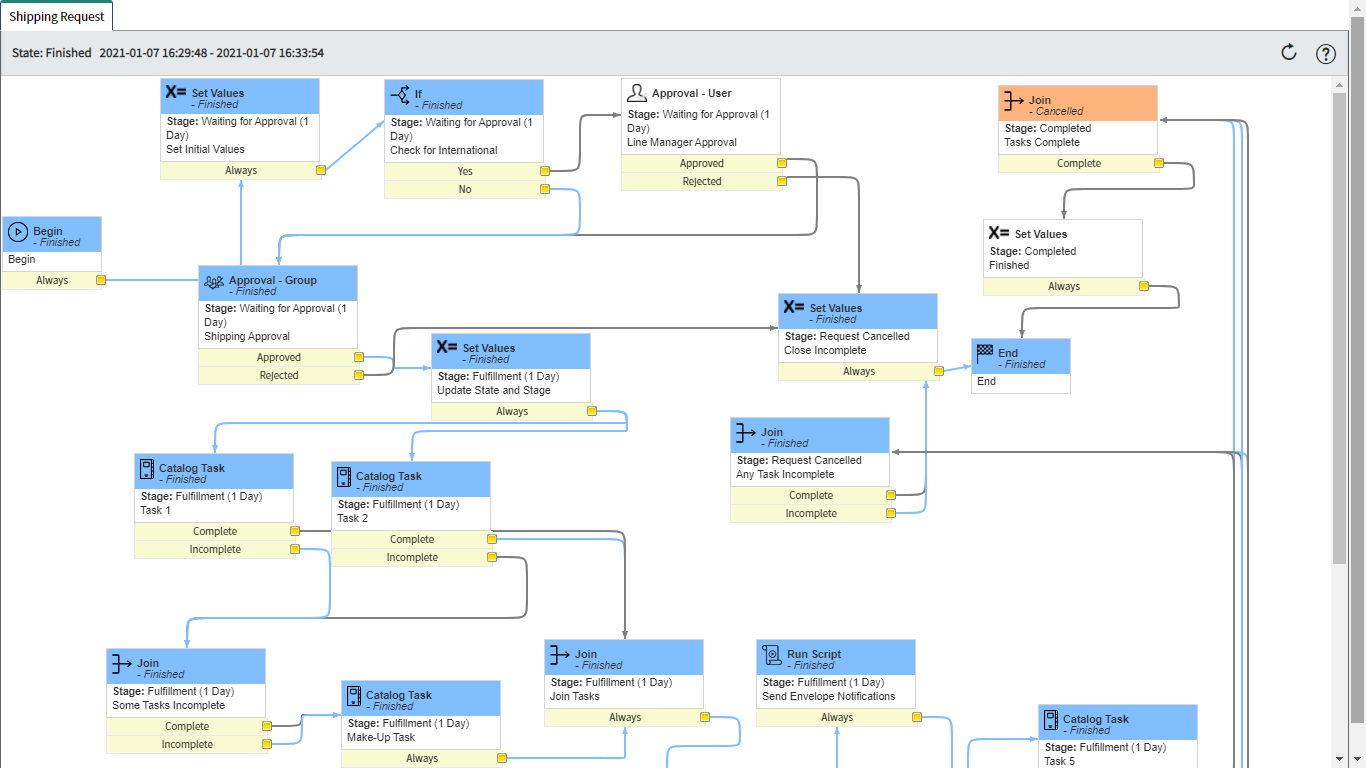 Shipping Request
State: Finished 2021-01-07 16:29:48 - 2021-01-07 16:33:54
?
X= Set Values
- Finished
Stage: Waiting for Approval (1
Day)
Set Initial Values
Always
If
- Finished
Stage: Waiting for Approval (1
Day)
Check for International
Yes
No
Approval - User
Stage: Waiting for Approval (1
Day)
Line Manager Approval
Approved
Rejected
Join
- Cancelled
Stage: Completed
Tasks Complete
Complete
Begin
- Finished
Begin
Always
X= Set Values
Stage: Completed
Finished
Always
Approval - Group
- Finished
Stage: Waiting for Approval (1
Day)
Shipping Approval
Approved
Rejected
X= Set Values
- Finished
Stage: Request Cancelled
Close Incomplete
Always
End
- Finished
End
X= Set Values
- Finished
Stage: Fulfillment (1 Day)
Update State and Stage
Always
Join
- Finished
Stage: Request Cancelled
Any Task Incomplete
Complete
Incomplete
Catalog Task
- Finished
Stage: Fulfillment (1 Day)
Task 1
Complete
Incomplete
Catalog Task
- Finished
Stage: Fulfillment (1 Day)
Task 2
Complete
Incomplete
Join
- Finished
Stage: Fulfillment (1 Day)
Some Tasks Incomplete
Complete
Incomplete
Catalog Task
- Finished
Stage: Fulfillment (1 Day)
Make-Up Task
Always
Join
- Finished
Stage: Fulfillment (1 Day)
Join Tasks
Always
Run Script
- Finished
Stage: Fulfillment (1 Day)
Send Envelope Notifications
Always
Catalog Task
- Finished
Stage: Fulfillment (1 Day)
Task 5